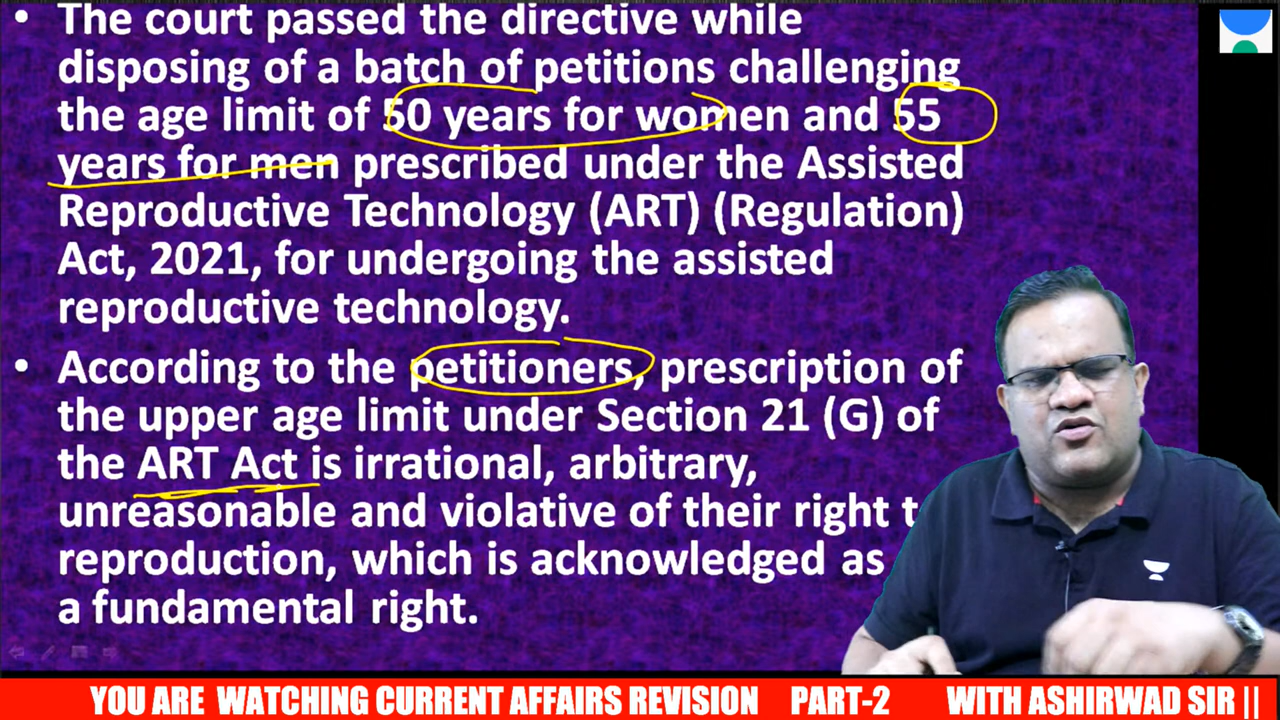 • The court passed the directive while
disposing of a batch of petitions challenging
the age limit of 50 years for women and 55
years for men prescribed under the Assisted
Reproductive Technology (ART) (Regulation)
Act, 2021, for undergoing the assisted
reproductive technology.
• According to the petitioners, prescription of
the upper age limit under Section 21 (G) of
the ART Act is irrational, arbitrary,
unreasonable and violative of their right
reproduction, which is acknowledged as
a fundamental right.
YOU ARE WATCHING CURRENT AFFAIRS REVISION PART-2 WITH ASHIRWAD SIR ||